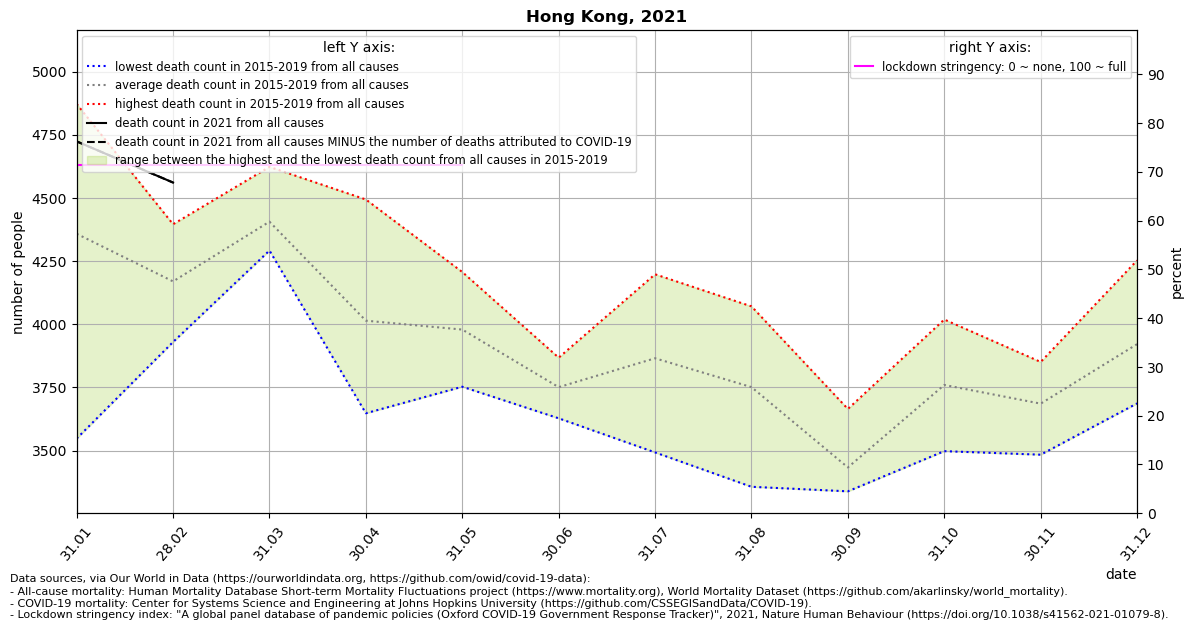 Hong Kong, 2021
left Y axis:
lowest death count in 2015-2019 from all causes
average death count in 2015-2019 from all causes
highest death count in 2015-2019 from all causes
death count in 2021 from all causes
death count in 2021 from all causes MINUS the number of deaths attributed to COVID-19
range between the highest and the lowest death count from all causes in 2015-2019
right Y axis:
lockdown stringency: 0 ~ none, 100 ~ full
number of people
5000
4750
4500
4250
4000
3750
3500
percent
90
80
70
60
50
40
30
20
10
0
31.01
28.02
31.03
30.04
31.05
30.06
31.07
31.08
30.09
31.10
30.11
31.12
date
Data sources, via Our World in Data (https://ourworldindata.org, https://github.com/owid/covid-19-data):
- All-cause mortality: Human Mortality Database Short-term Mortality Fluctuations project (https://www.mortality.org), World Mortality Dataset (https://github.com/akarlinsky/world_mortality).
- COVID-19 mortality: Center for Systems Science and Engineering at Johns Hopkins University (https://github.com/CSSEGISandData/COVID-19).
- Lockdown stringency index: "A global panel database of pandemic policies (Oxford COVID-19 Government Response Tracker)", 2021, Nature Human Behaviour (https://doi.org/10.1038/s41562-021-01079-8).